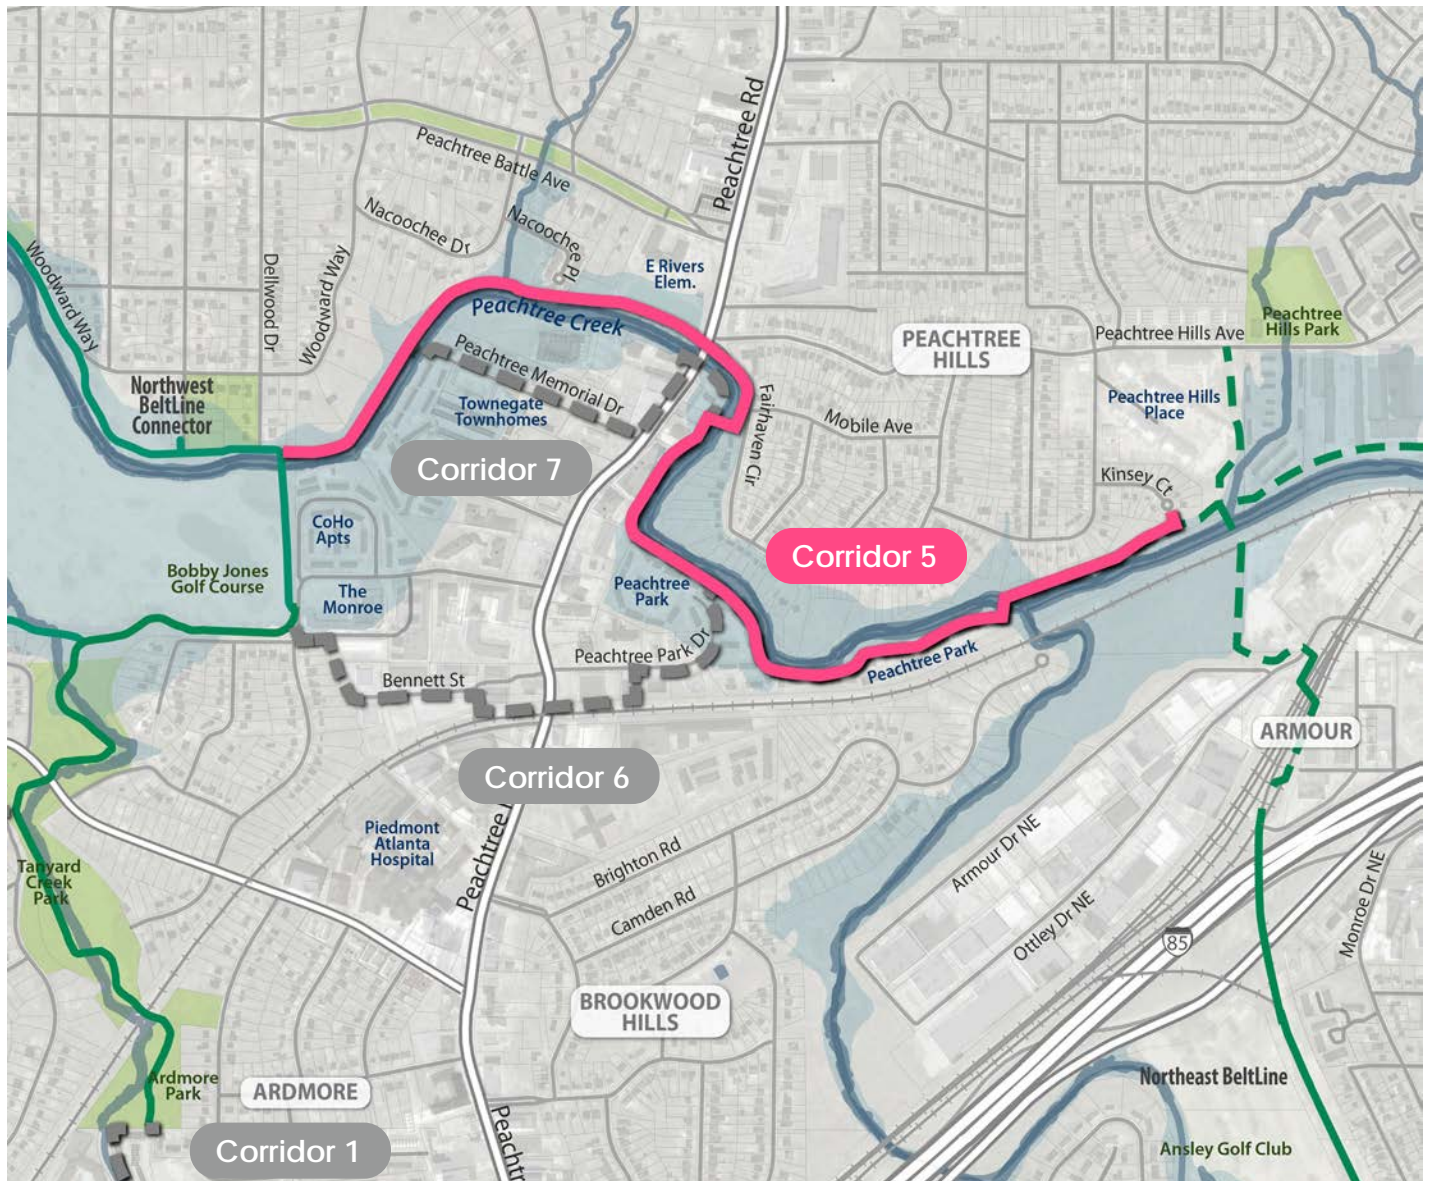 Peachtree Rd
Peachtree Battle Ave
Nacoochee Dr
Nacoochee Pl
Woodward Way
Dellwood Dr
Woodward Way
E Rivers
Elem.
Peachtree Creek
Peachtree
Hills Park
Peachtree Hills Ave
PEACHTREE
HILLS
Peachtree Memorial Dr
Northwest
BeltLine
Connector
Townegate
Townhomes
Fairhaven Cir
Mobile Ave
Peachtree Hills
Place
Corridor 7
Kinsey Ct
CoHo
Apts
Corridor 5
Bobby Jones
Golf Course
The
Monroe
Peachtree
Park
Peachtree Park Dr
Peachtree Park
Bennett St
ARMOUR
Corridor 6
Piedmont
Atlanta
Hospital
Peachtree
Brighton Rd
Camden Rd
Armour Dr NE
Ottley Dr NE
Monroe Dr NE
85
Tanyard
Creek
Park
BROOKWOOD
HILLS
Ardmore
Park
ARDMORE
Northeast BeltLine
Corridor 1
Peachtr
Ansley Golf Club